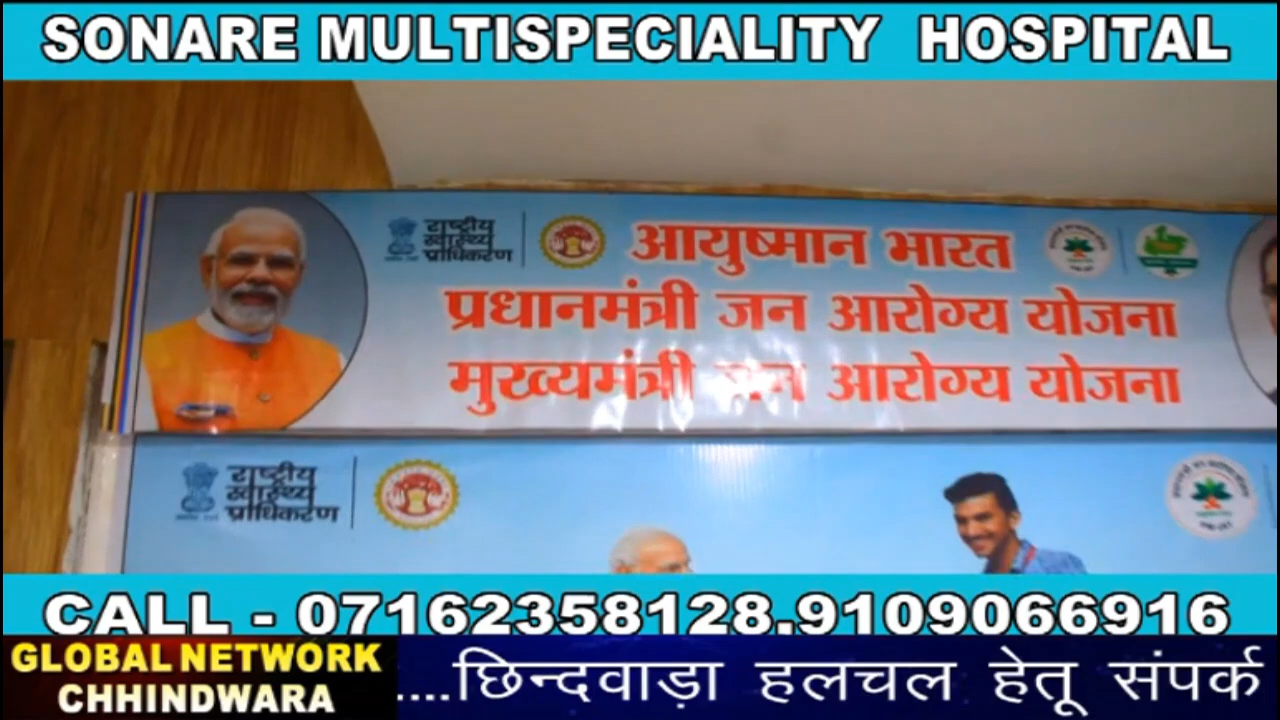 SONARE MULTISPECIALITY HOSPITAL
राष्ट्रीय
स्वास्थ्य
प्राधिकरण
आयुष्मान भारत
प्रधानमंत्री जन आरोग्य योजना
मुख्यमंत्री जन आरोग्य योजना
राष्ट्रीय
स्वास्थ्य
प्राधिकरण
CALL - 07162358128,9109066916
GLOBAL NETWORK
CHHINDWARA
....छिन्दवाड़ा हलचल हेतू संपर्क